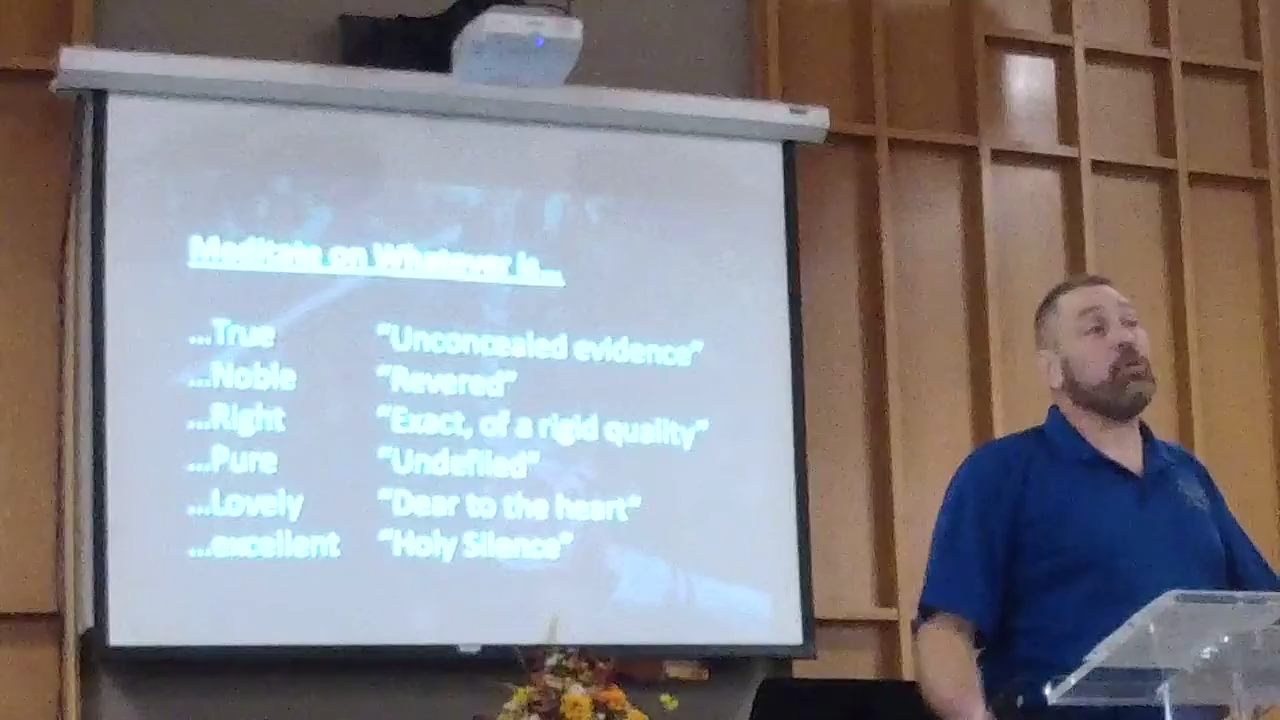 Meditate on Whatever is...
...True "Unconcealed evidence"
...Noble "Revered"
...Right "Exact, of a rigid quality"
...Pure "Undefiled"
...Lovely "Dear to the heart"
...excellent "Holy Silence"